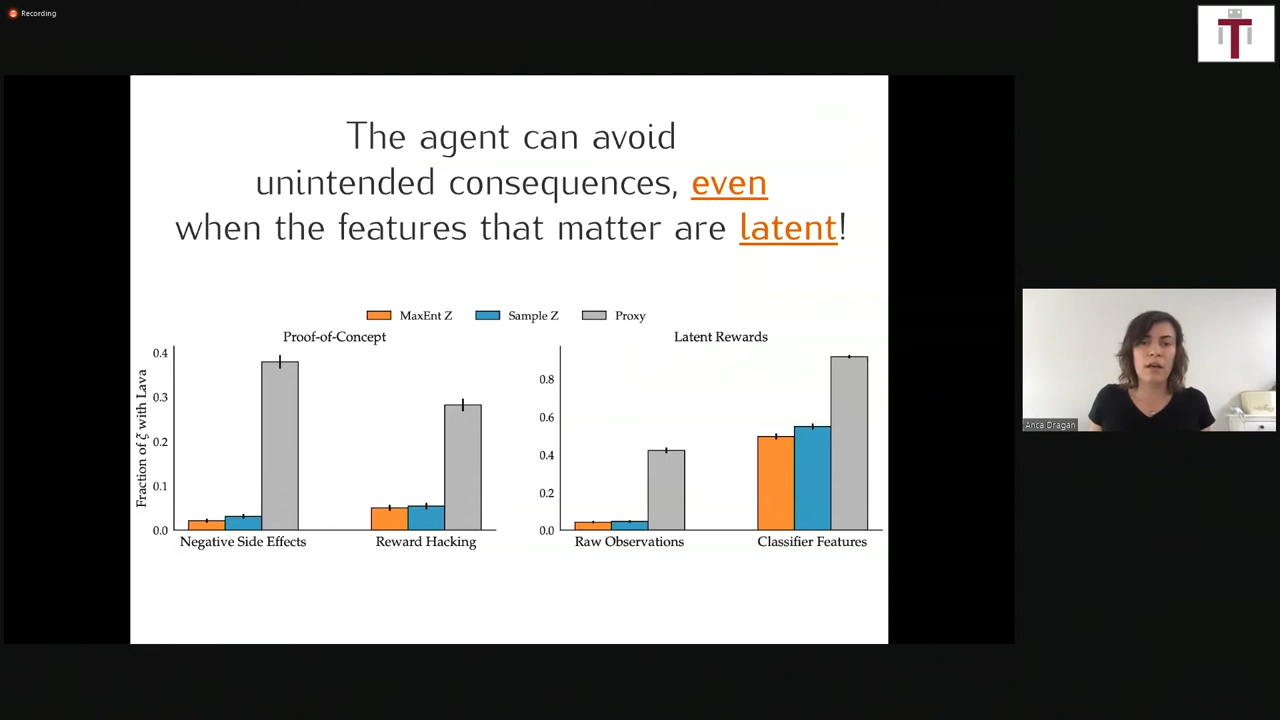 Recording
The agent can avoid
unintended consequences, even
when the features that matter are latent!
MaxEnt Z
Sample Z
Proxy
Proof-of-Concept
Latent Rewards
Fraction of ξ with Lava
0.4
0.3
0.2
0.1
0.0
Negative Side Effects
Reward Hacking
0.8
0.6
0.4
0.2
0.0
Raw Observations
Classifier Features
Anca Dragan
T